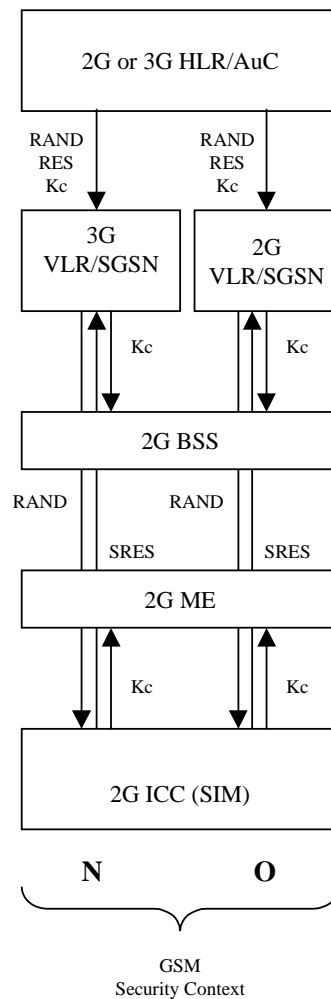 2G or 3G HLR/AuC
RAND
RES
Kc
RAND
RES
Kc
3G
VLR/SGSN
2G
VLR/SGSN
Kc
Kc
2G BSS
RAND
RAND
SRES
SRES
2G ME
Kc
Kc
2G ICC (SIM)
N
O
GSM
Security Context